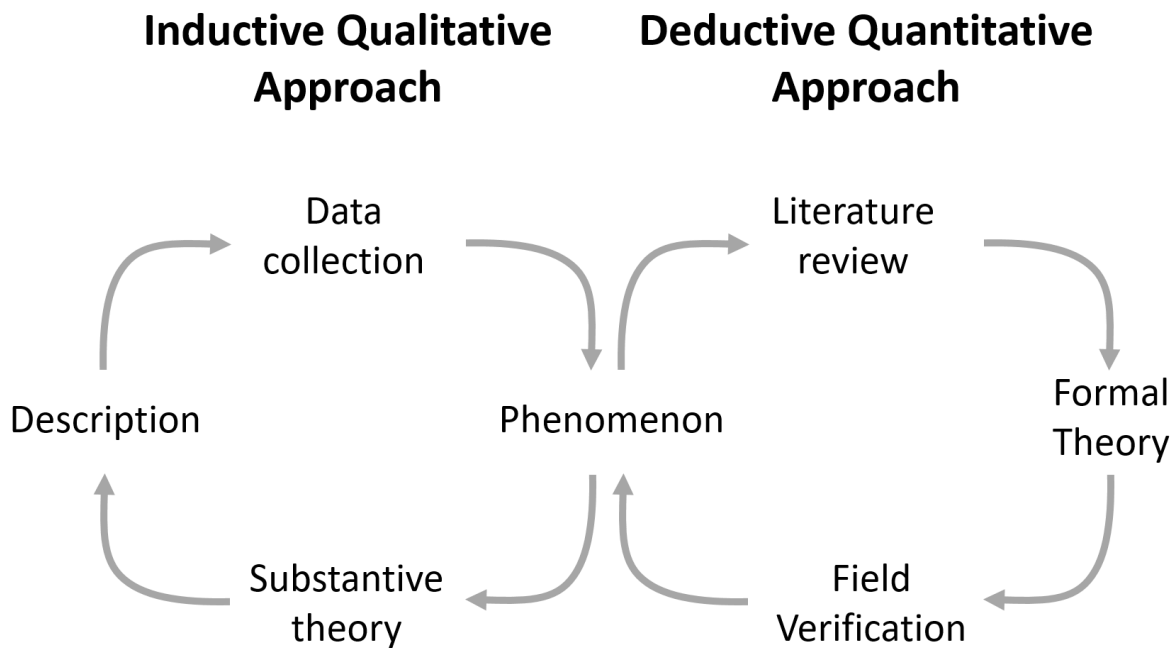 Inductive Qualitative
Approach
Deductive Quantitative
Approach
Data
collection
Literature
review
Description
Phenomenon
Formal
Theory
Substantive
theory
Field
Verification